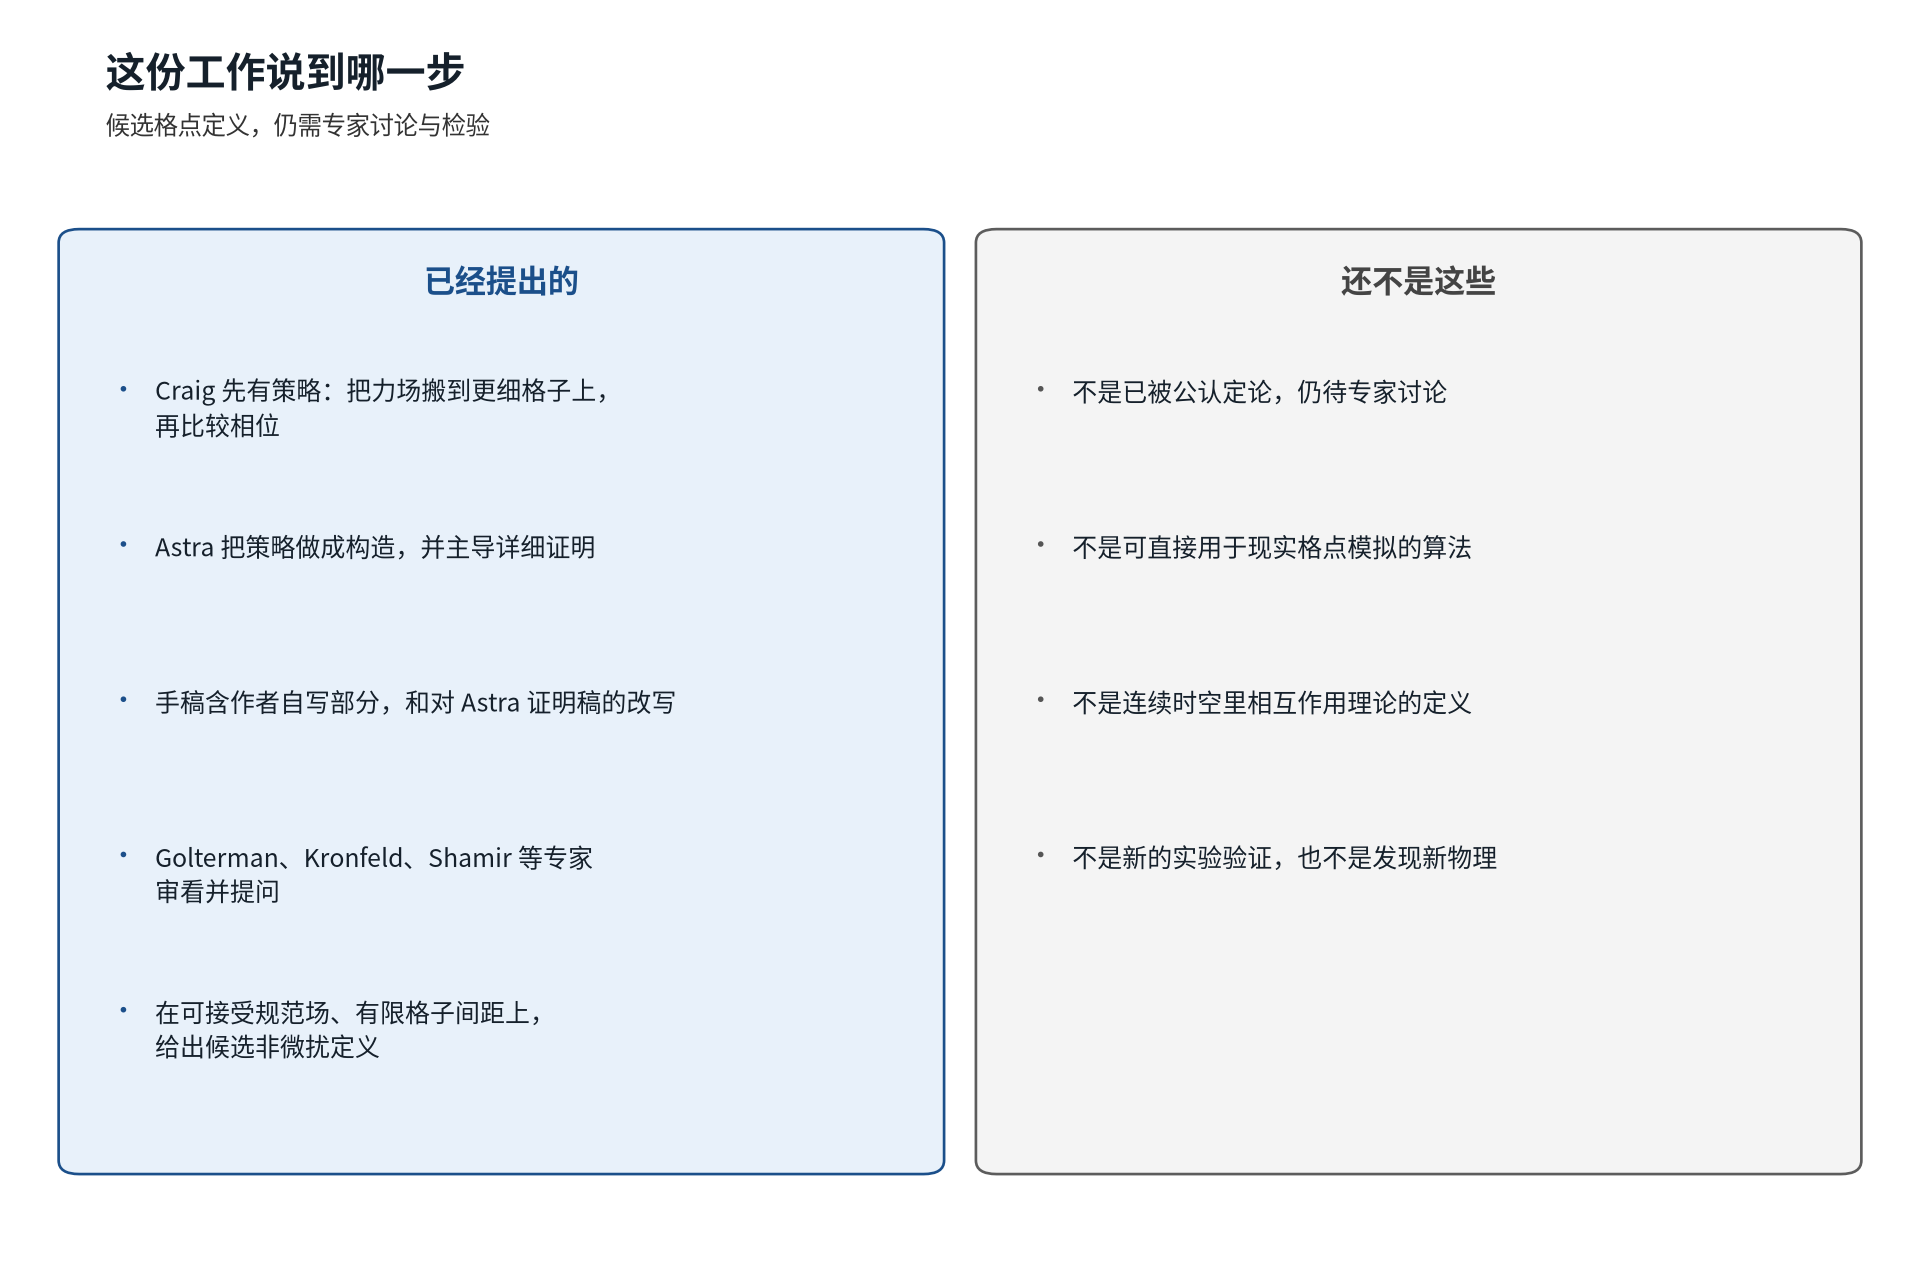 这份工作说到哪一步
候选格点定义，仍需专家讨论与检验
已经提出的
• Craig 先有策略：把力场搬到更细格子上，
再比较相位
• Astra 把策略做成构造，并主导详细证明
• 手稿含作者自写部分，和对 Astra 证明稿的改写
• Golterman、Kronfeld、Shamir 等专家
审看并提问
• 在可接受规范场、有限格子间距上，
给出候选非微扰定义
还不是这些
• 不是已被公认定论，仍待专家讨论
• 不是可直接用于现实格点模拟的算法
• 不是连续时空里相互作用理论的定义
• 不是新的实验验证，也不是发现新物理